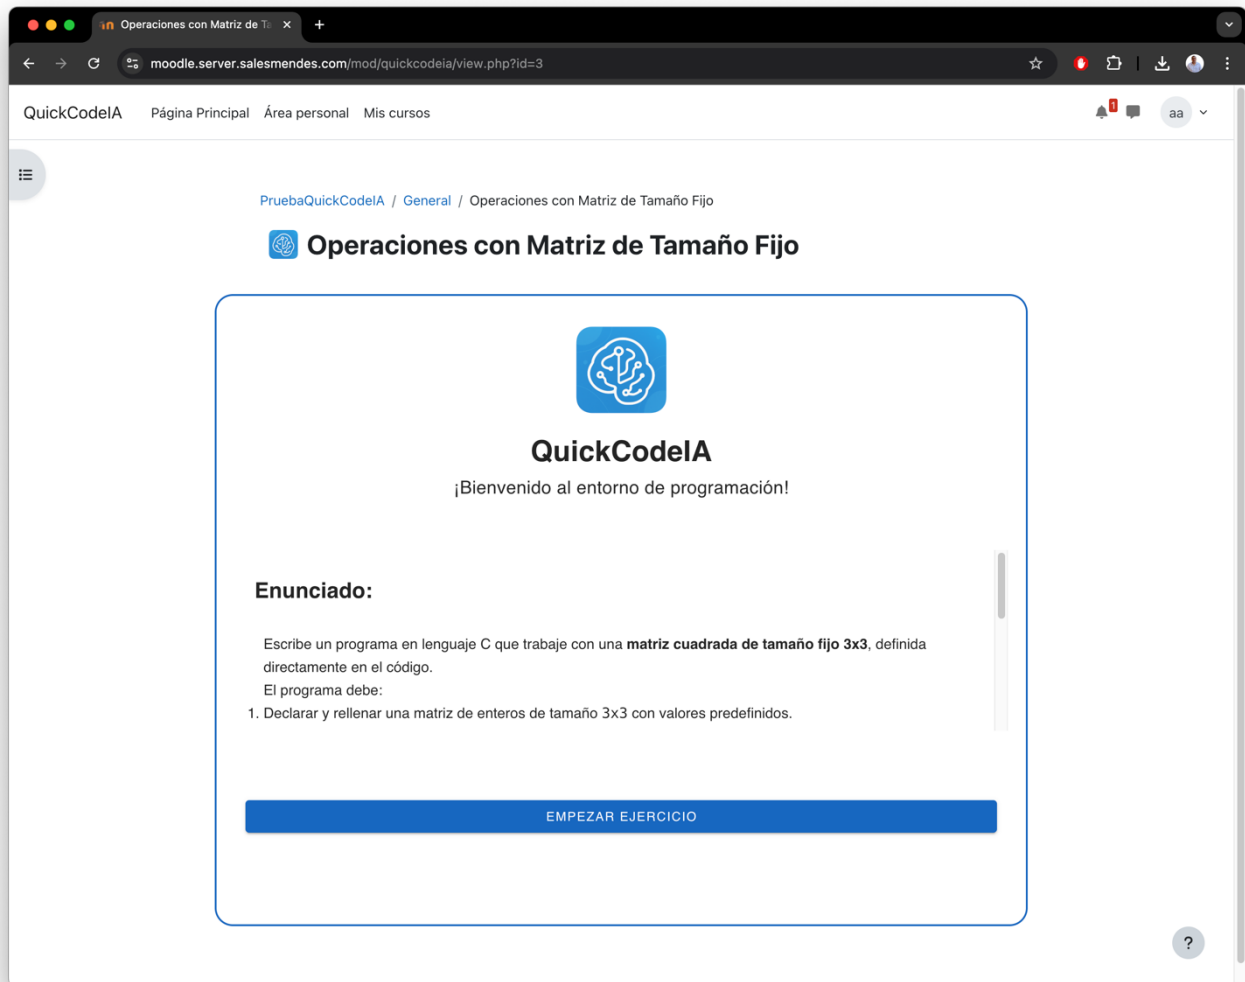 Operaciones con Matriz de Ta
moodle.server.salesmendes.com/mod/quickcodeia/view.php?id=3
QuickCodeIA Página Principal Área personal Mis cursos 1 aa
PruebaQuickCodeIA / General / Operaciones con Matriz de Tamaño Fijo
Operaciones con Matriz de Tamaño Fijo
QuickCodeIA
¡Bienvenido al entorno de programación!
Enunciado:
Escribe un programa en lenguaje C que trabaje con una matriz cuadrada de tamaño fijo 3x3, definida
directamente en el código.
El programa debe:
1. Declarar y rellenar una matriz de enteros de tamaño 3x3 con valores predefinidos.
EMPEZAR EJERCICIO
?